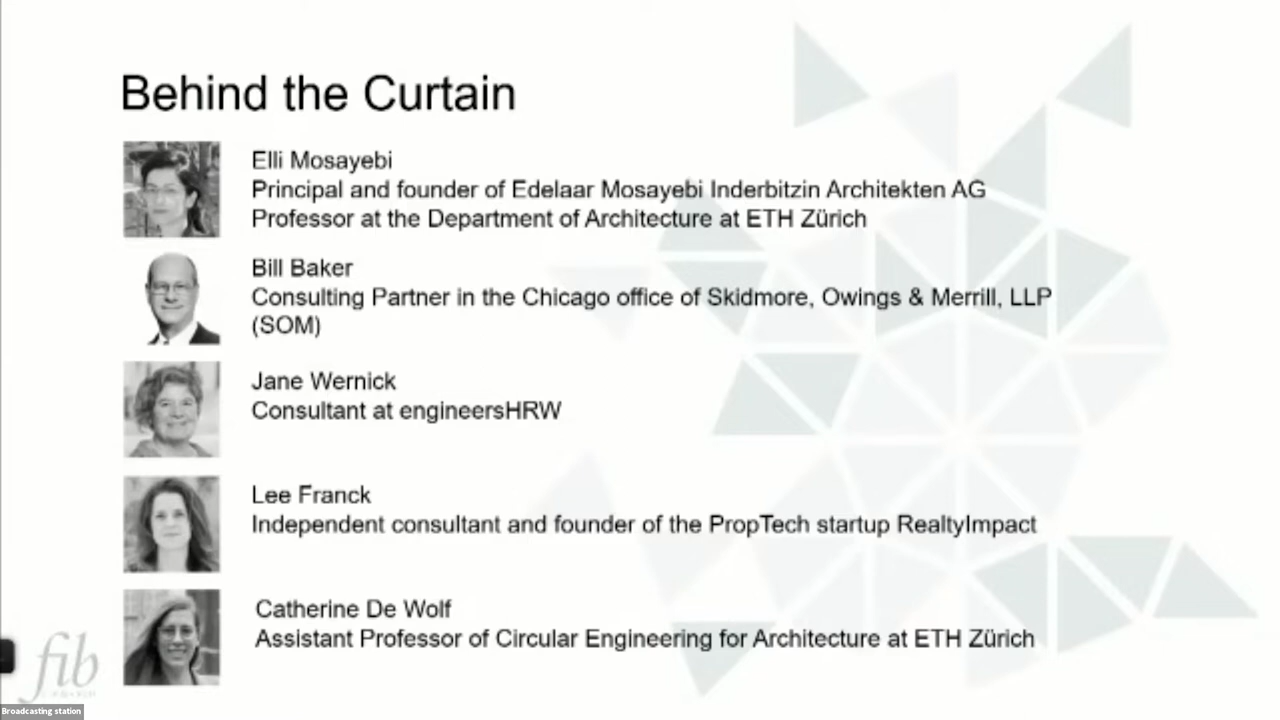 Behind the Curtain
Elli Mosayebi
Principal and founder of Edelaar Mosayebi Inderbitzin Architekten AG
Professor at the Department of Architecture at ETH Zürich
Bill Baker
Consulting Partner in the Chicago office of Skidmore, Owings & Merrill, LLP
(SOM)
Jane Wernick
Consultant at engineersHRW
Lee Franck
Independent consultant and founder of the PropTech startup RealtyImpact
Catherine De Wolf
Assistant Professor of Circular Engineering for Architecture at ETH Zürich
fib
Broadcasting station